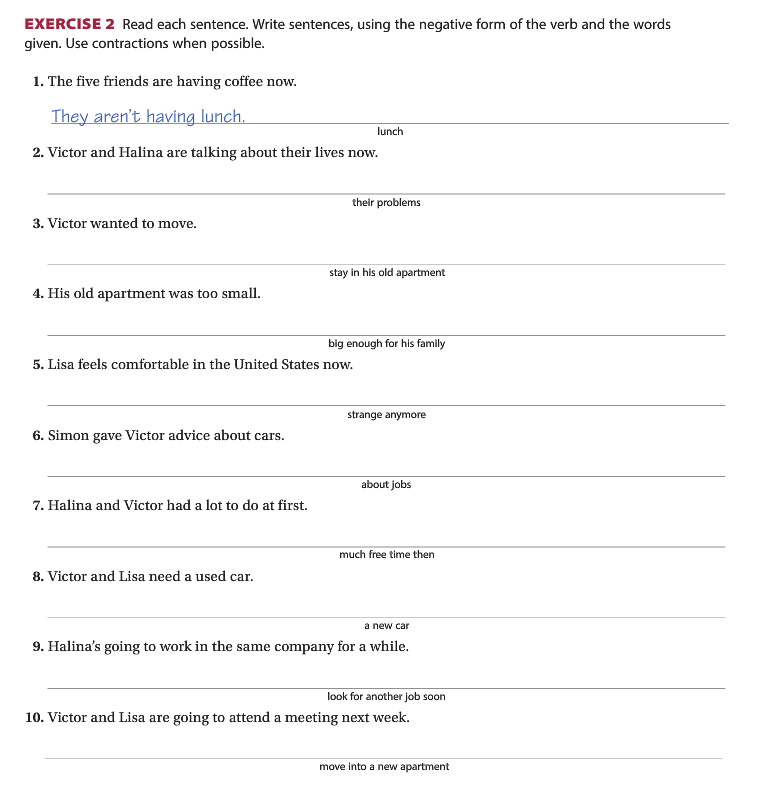 EXERCISE 2 Read each sentence. Write sentences, using the negative form of the verb and the words
given. Use contractions when possible.
1. The five friends are having coffee now.
They aren't having lunch.
lunch
2. Victor and Halina are talking about their lives now.
their problems
3. Victor wanted to move.
stay in his old apartment
4. His old apartment was too small.
big enough for his family
5. Lisa feels comfortable in the United States now.
strange anymore
6. Simon gave Victor advice about cars.
about jobs
7. Halina and Victor had a lot to do at first.
much free time then
8. Victor and Lisa need a used car.
a new car
9. Halina's going to work in the same company for a while.
look for another job soon
10. Victor and Lisa are going to attend a meeting next week.
move into a new apartment